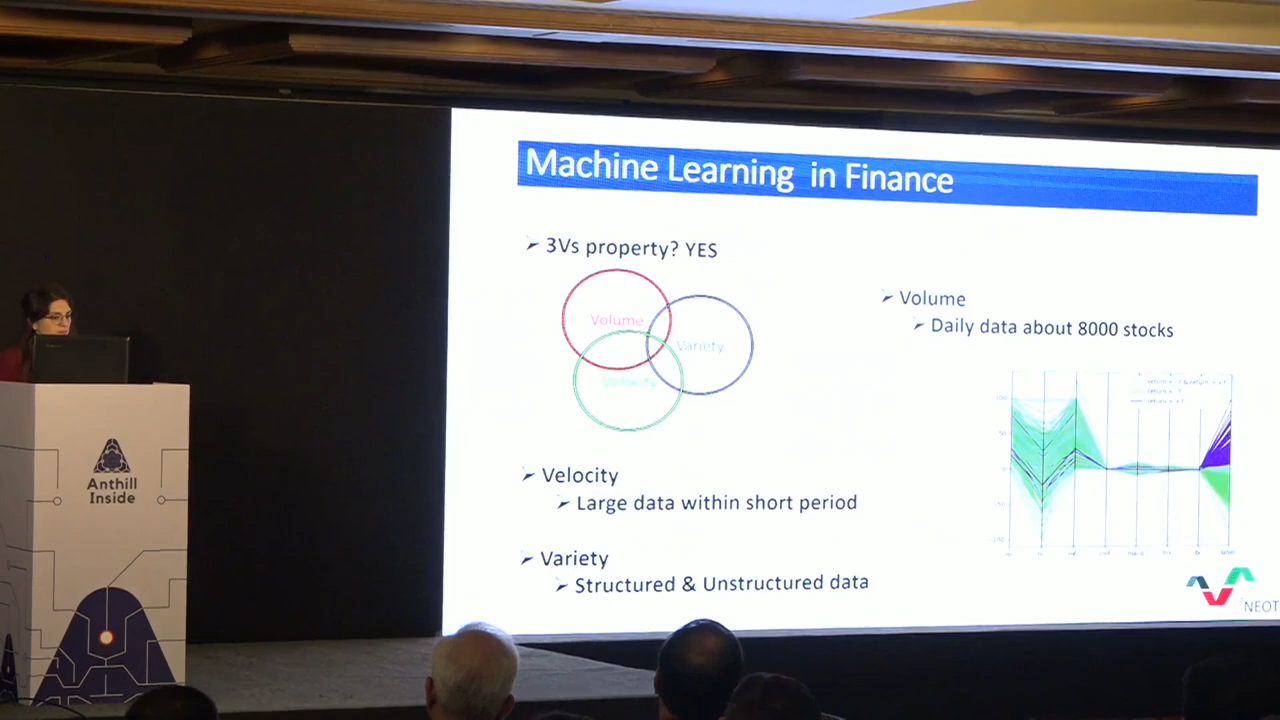 Machine Learning in Finance
3Vs property? YES
Volume
Variety
Velocity
Volume
Daily data about 8000 stocks
Velocity
Large data within short period
Variety
Structured & Unstructured data
NEOT
Anthill
Inside